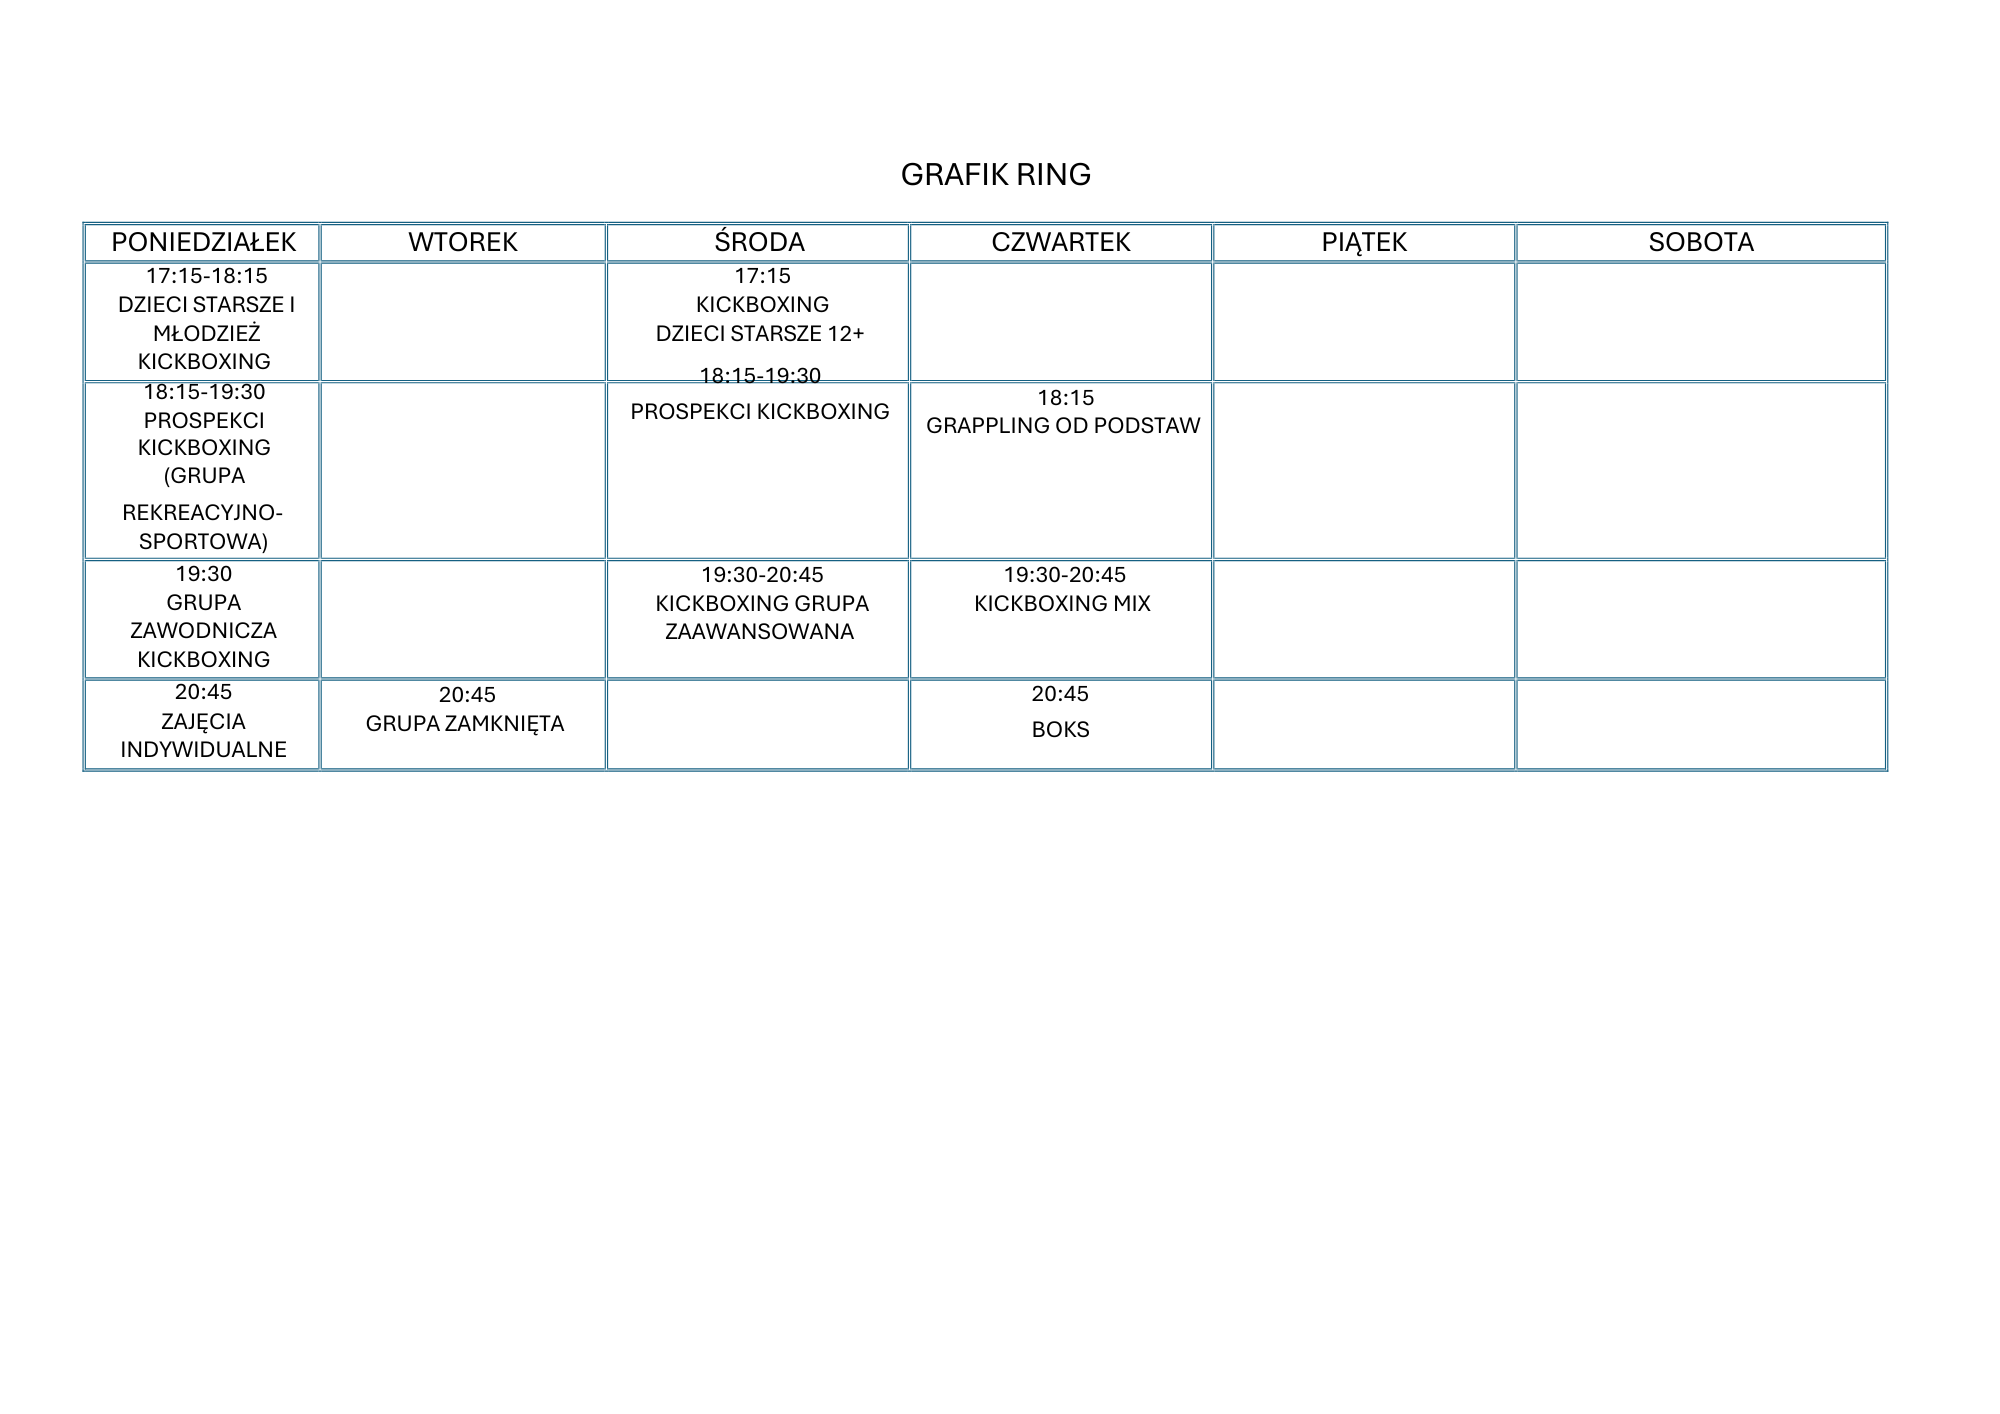 GRAFIK RING
PONIEDZIAŁEK
WTOREK
ŚRODA
CZWARTEK
PIĄTEK
SOBOTA
17:15-18:15
DZIECI STARSZE I
MŁODZIEŻ
KICKBOXING
17:15
KICKBOXING
DZIECI STARSZE 12+
18:15-19:30
PROSPEKCI
KICKBOXING
(GRUPA
REKREACYJNO-
SPORTOWA)
18:15-19:30
PROSPEKCI KICKBOXING
18:15
GRAPPLING OD PODSTAW
19:30
GRUPA
ZAWODNICZA
KICKBOXING
19:30-20:45
KICKBOXING GRUPA
ZAAWANSOWANA
19:30-20:45
KICKBOXING MIX
20:45
ZAJĘCIA
INDYWIDUALNE
20:45
GRUPA ZAMKNIĘTA
20:45
BOKS